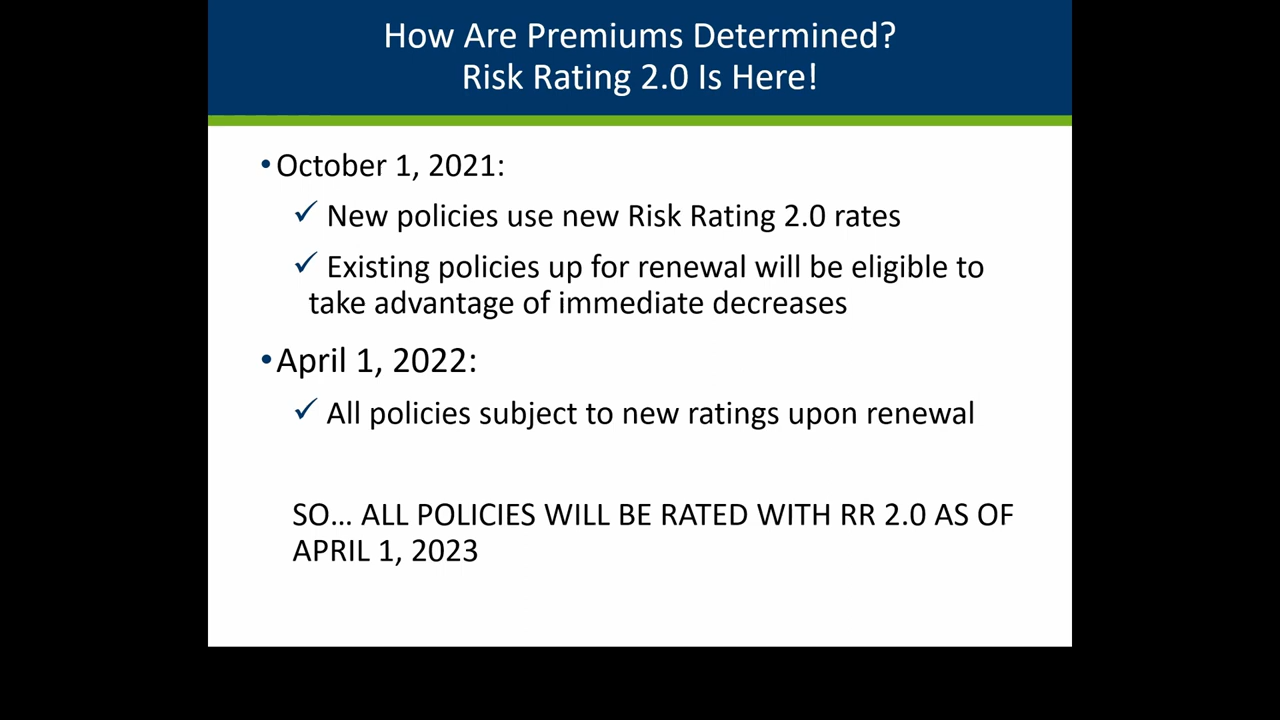 How Are Premiums Determined?
Risk Rating 2.0 Is Here!
•October 1, 2021:
✓ New policies use new Risk Rating 2.0 rates
✓ Existing policies up for renewal will be eligible to
take advantage of immediate decreases
•April 1, 2022:
✓ All policies subject to new ratings upon renewal
SO… ALL POLICIES WILL BE RATED WITH RR 2.0 AS OF
APRIL 1, 2023